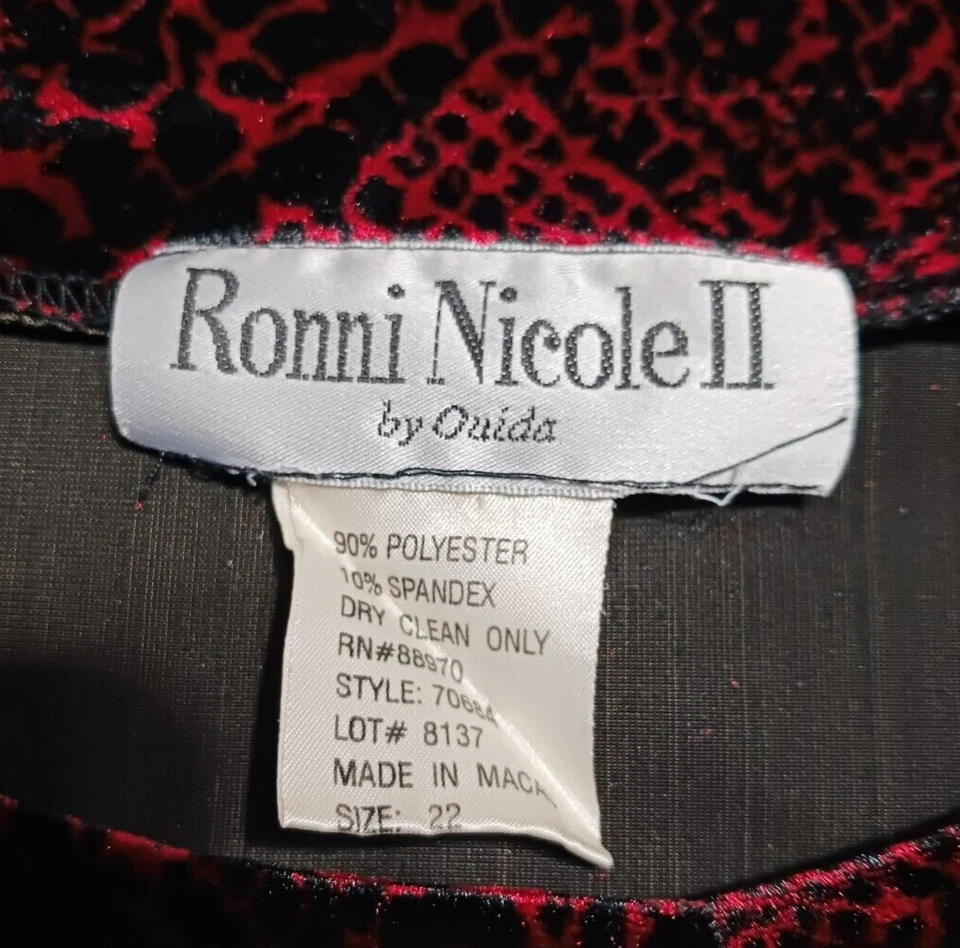 Ronni Nicole II
by Ouida
90% POLYESTER
10% SPANDEX
DRY CLEAN ONLY
RN#88970
STYLE: 70684
LOT# 8137
MADE IN MACA
SIZE: 22